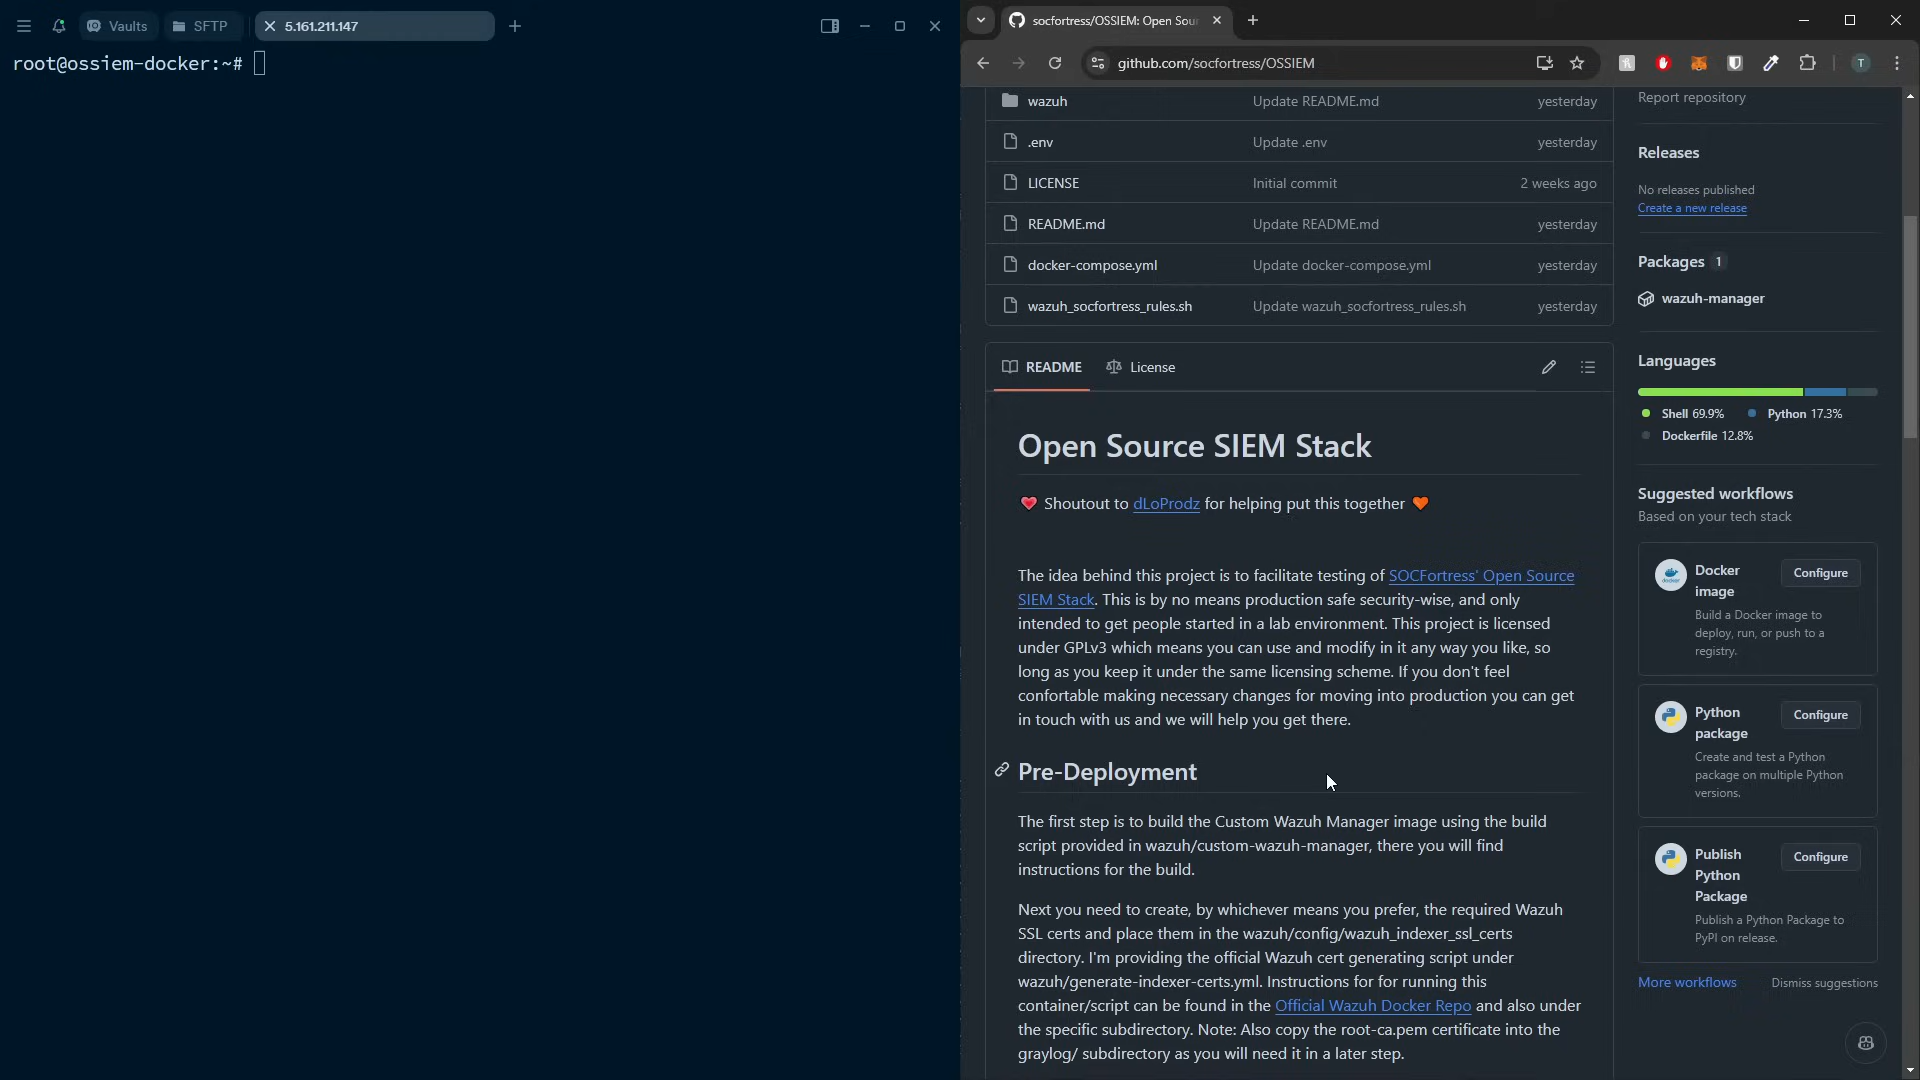 Vaults
SFTP
5.161.211.147
root@ossiem-docker:~#
socfortress/OSSIEM: Open Sou
github.com/socfortress/OSSIEM
T
wazuh Update README.md yesterday
.env Update .env yesterday
LICENSE Initial commit 2 weeks ago
README.md Update README.md yesterday
docker-compose.yml Update docker-compose.yml yesterday
wazuh_socfortress_rules.sh Update wazuh_socfortress_rules.sh yesterday
README
License
Open Source SIEM Stack
Shoutout to dLoProdz for helping put this together
The idea behind this project is to facilitate testing of SOCFortress' Open Source
SIEM Stack. This is by no means production safe security-wise, and only
intended to get people started in a lab environment. This project is licensed
under GPLv3 which means you can use and modify in it any way you like, so
long as you keep it under the same licensing scheme. If you don't feel
confortable making necessary changes for moving into production you can get
in touch with us and we will help you get there.
Pre-Deployment
The first step is to build the Custom Wazuh Manager image using the build
script provided in wazuh/custom-wazuh-manager, there you will find
instructions for the build.
Next you need to create, by whichever means you prefer, the required Wazuh
SSL certs and place them in the wazuh/config/wazuh_indexer_ssl_certs
directory. I'm providing the official Wazuh cert generating script under
wazuh/generate-indexer-certs.yml. Instructions for for running this
container/script can be found in the Official Wazuh Docker Repo and also under
the specific subdirectory. Note: Also copy the root-ca.pem certificate into the
graylog/ subdirectory as you will need it in a later step.
Report repository
Releases
No releases published
Create a new release
Packages 1
wazuh-manager
Languages
Shell 69.9% Python 17.3%
Dockerfile 12.8%
Suggested workflows
Based on your tech stack
docker
Docker
image
Configure
Build a Docker image to
deploy, run, or push to a
registry.
Python
package
Configure
Create and test a Python
package on multiple Python
versions.
Publish
Python
Package
Configure
Publish a Python Package to
PyPI on release.
More workflows
Dismiss suggestions